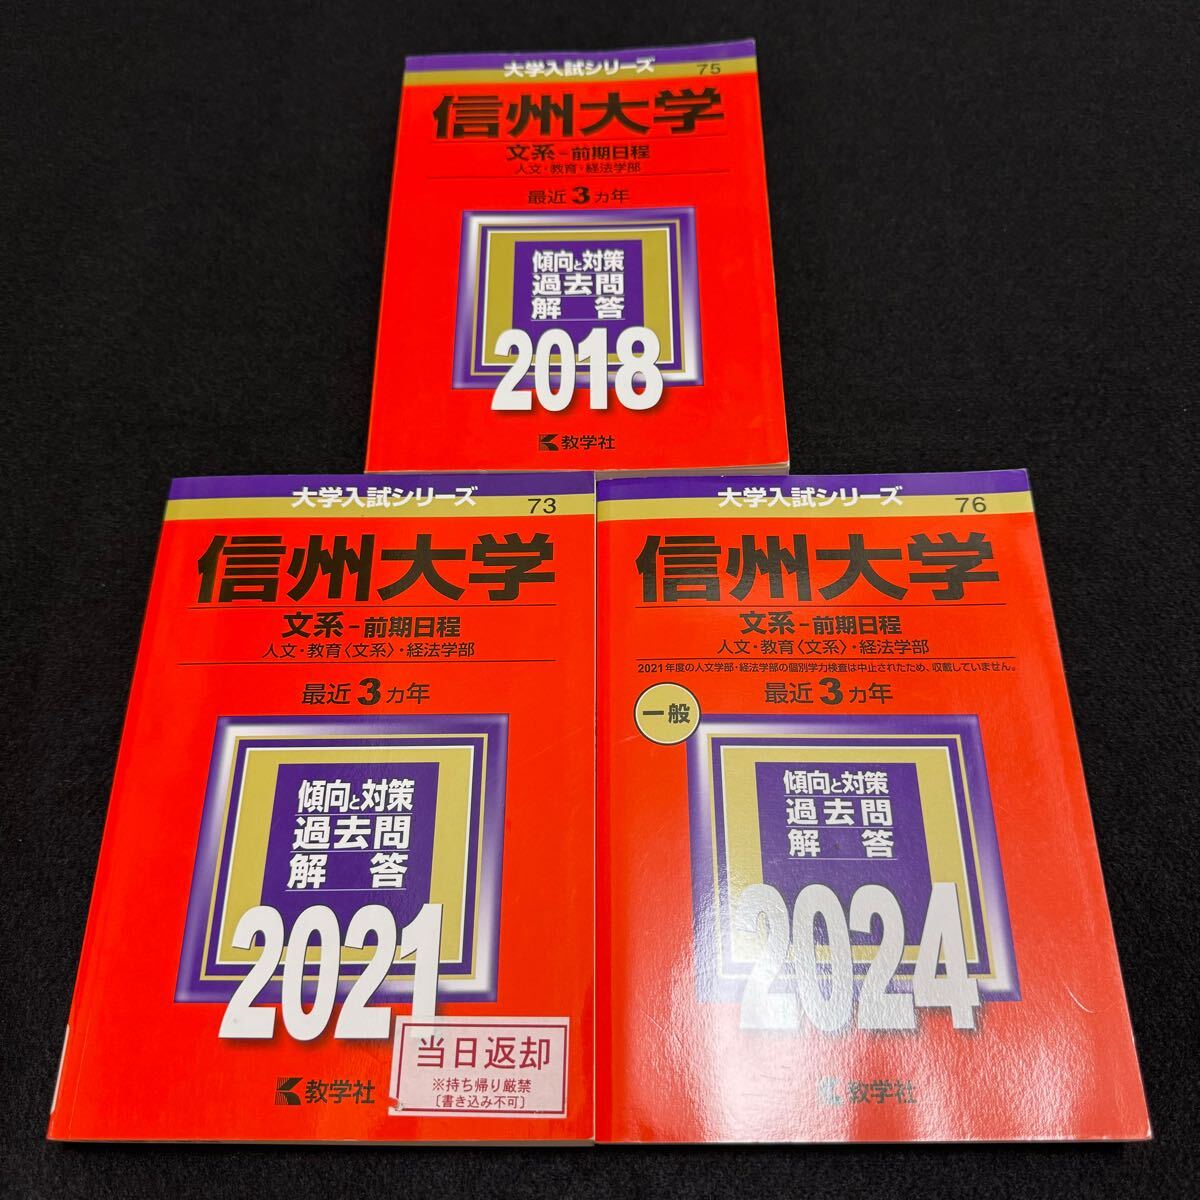 大学入試シリーズ 75
信州大学
文系-前期日程
人文・教育・経法学部
最近3カ年
傾向と対策
過去問
解答
2018
教学社
大学入試シリーズ 73
信州大学
文系-前期日程
人文・教育〈文系〉・経法学部
最近3カ年
傾向と対策
過去問
解答
2021
当日返却
※持ち帰り厳禁
〔書き込み不可〕
教学社
大学入試シリーズ 76
信州大学
文系-前期日程
人文・教育〈文系〉・経法学部
2021年度の人文学部・経法学部の個別学力検査は中止されたため、収載していません。
一般
最近3カ年
傾向と対策
過去問
解答
2024
教学社